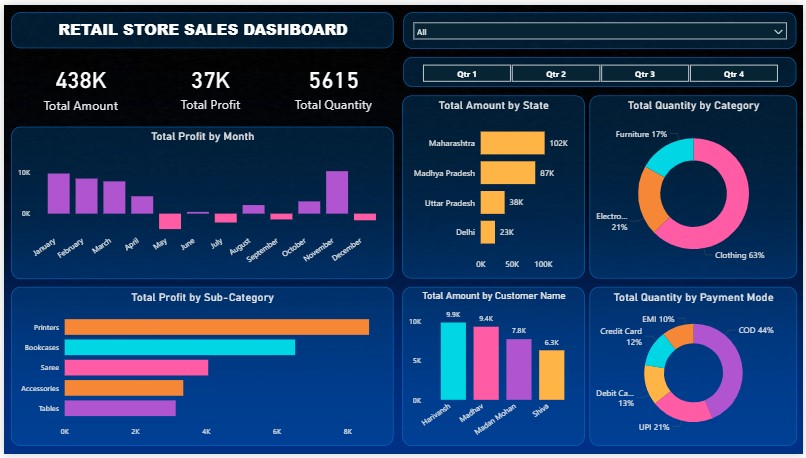 RETAIL STORE SALES DASHBOARD
All
Qtr 1 Qtr 2 Qtr 3 Qtr 4
438K 37K 5615
Total Amount Total Profit Total Quantity
Total Profit by Month
10K
0K
January February March April May June July August September October November December
Total Amount by State
Maharashtra 102K
Madhya Pradesh 87K
Uttar Pradesh 38K
Delhi 23K
0K 50K 100K
Total Quantity by Category
Furniture 17%
Electro...
21%
Clothing 63%
Total Profit by Sub-Category
Printers
Bookcases
Saree
Accessories
Tables
0K 2K 4K 6K 8K
Total Amount by Customer Name
10K
5K
0K
9.9K 9.4K 7.8K 6.3K
Harivansh Madhav Madan Mohan Shiva
Total Quantity by Payment Mode
EMI 10%
Credit Card
12%
COD 44%
Debit Ca...
13%
UPI 21%